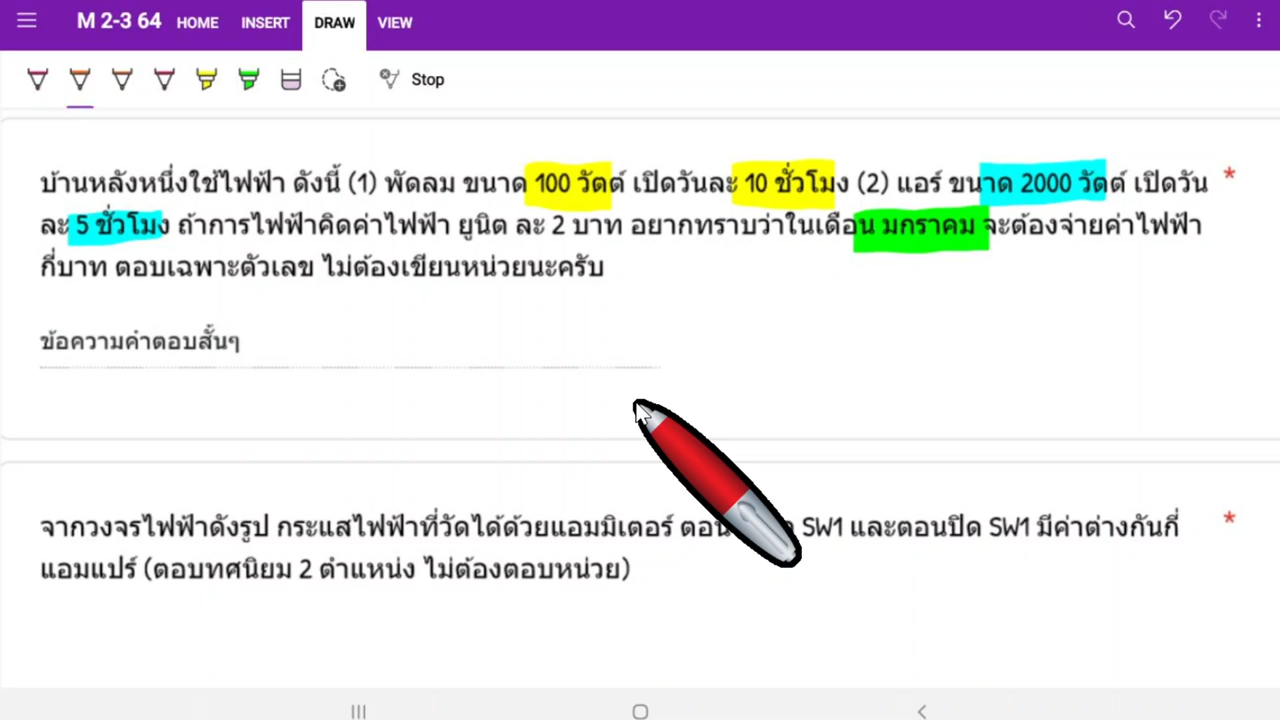 M 2-3 64 HOME INSERT DRAW VIEW
Stop
บ้านหลังหนึ่งใช้ไฟฟ้า ดังนี้ (1) พัดลม ขนาด 100 วัตต์ เปิดวันละ 10 ชั่วโมง (2) แอร์ ขนาด 2000 วัตต์ เปิดวัน *
ละ 5 ชั่วโมง ถ้าการไฟฟ้าคิดค่าไฟฟ้า ยูนิต ละ 2 บาท อยากทราบว่าในเดือน มกราคม จะต้องจ่ายค่าไฟฟ้า
กี่บาท ตอบเฉพาะตัวเลข ไม่ต้องเขียนหน่วยนะครับ
ข้อความคำตอบสั้นๆ
จากวงจรไฟฟ้าดังรูป กระแสไฟฟ้าที่วัดได้ด้วยแอมมิเตอร์ ตอน SW1 และตอนปิด SW1 มีค่าต่างกันกี่ *
แอมแปร์ (ตอบทศนิยม 2 ตำแหน่ง ไม่ต้องตอบหน่วย)